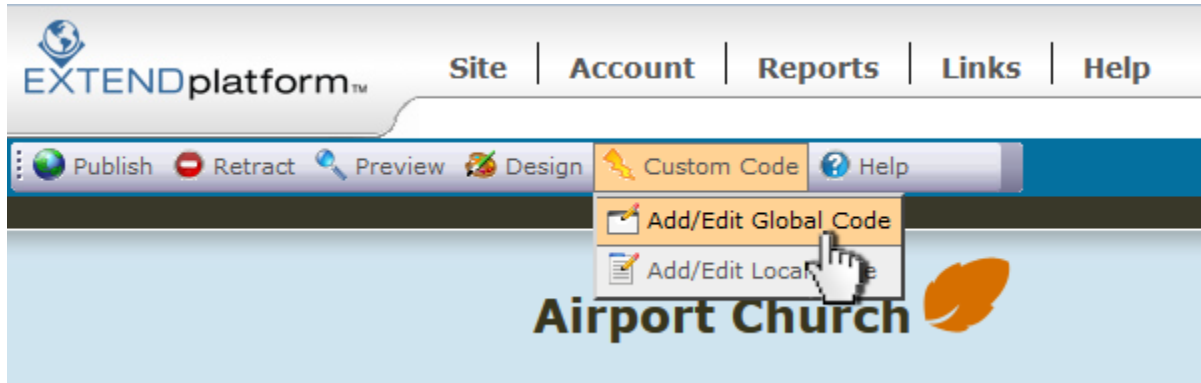 EXTENDplatform™
Site Account Reports Links Help
Publish Retract Preview Design Custom Code Help
Add/Edit Global Code
Add/Edit Local
Airport Church